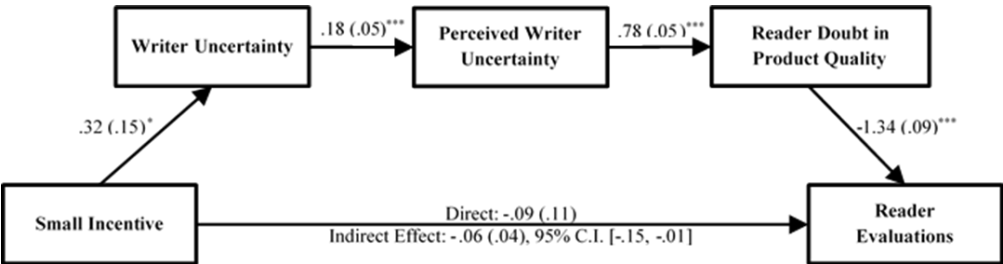 Writer Uncertainty
.18 (.05)***
Perceived Writer
Uncertainty
.78 (.05)***
Reader Doubt in
Product Quality
.32 (.15)*
-1.34 (.09)***
Small Incentive
Direct: -.09 (.11)
Indirect Effect: -.06 (.04), 95% C.I. [-.15, -.01]
Reader
Evaluations